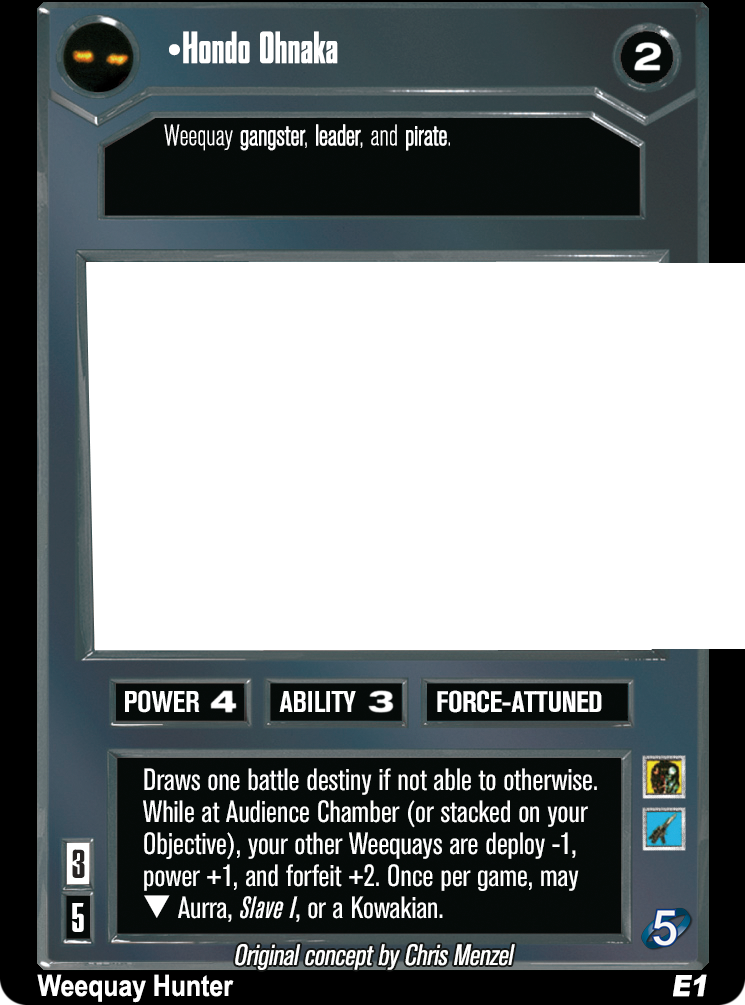 •Hondo Ohnaka
2
Weequay gangster, leader, and pirate.
POWER 4
ABILITY 3
FORCE-ATTUNED
Draws one battle destiny if not able to otherwise.
While at Audience Chamber (or stacked on your
Objective), your other Weequays are deploy -1,
power +1, and forfeit +2. Once per game, may
▼ Aurra, Slave I, or a Kowakian.
3
5
5
Original concept by Chris Menzel
Weequay Hunter
E1